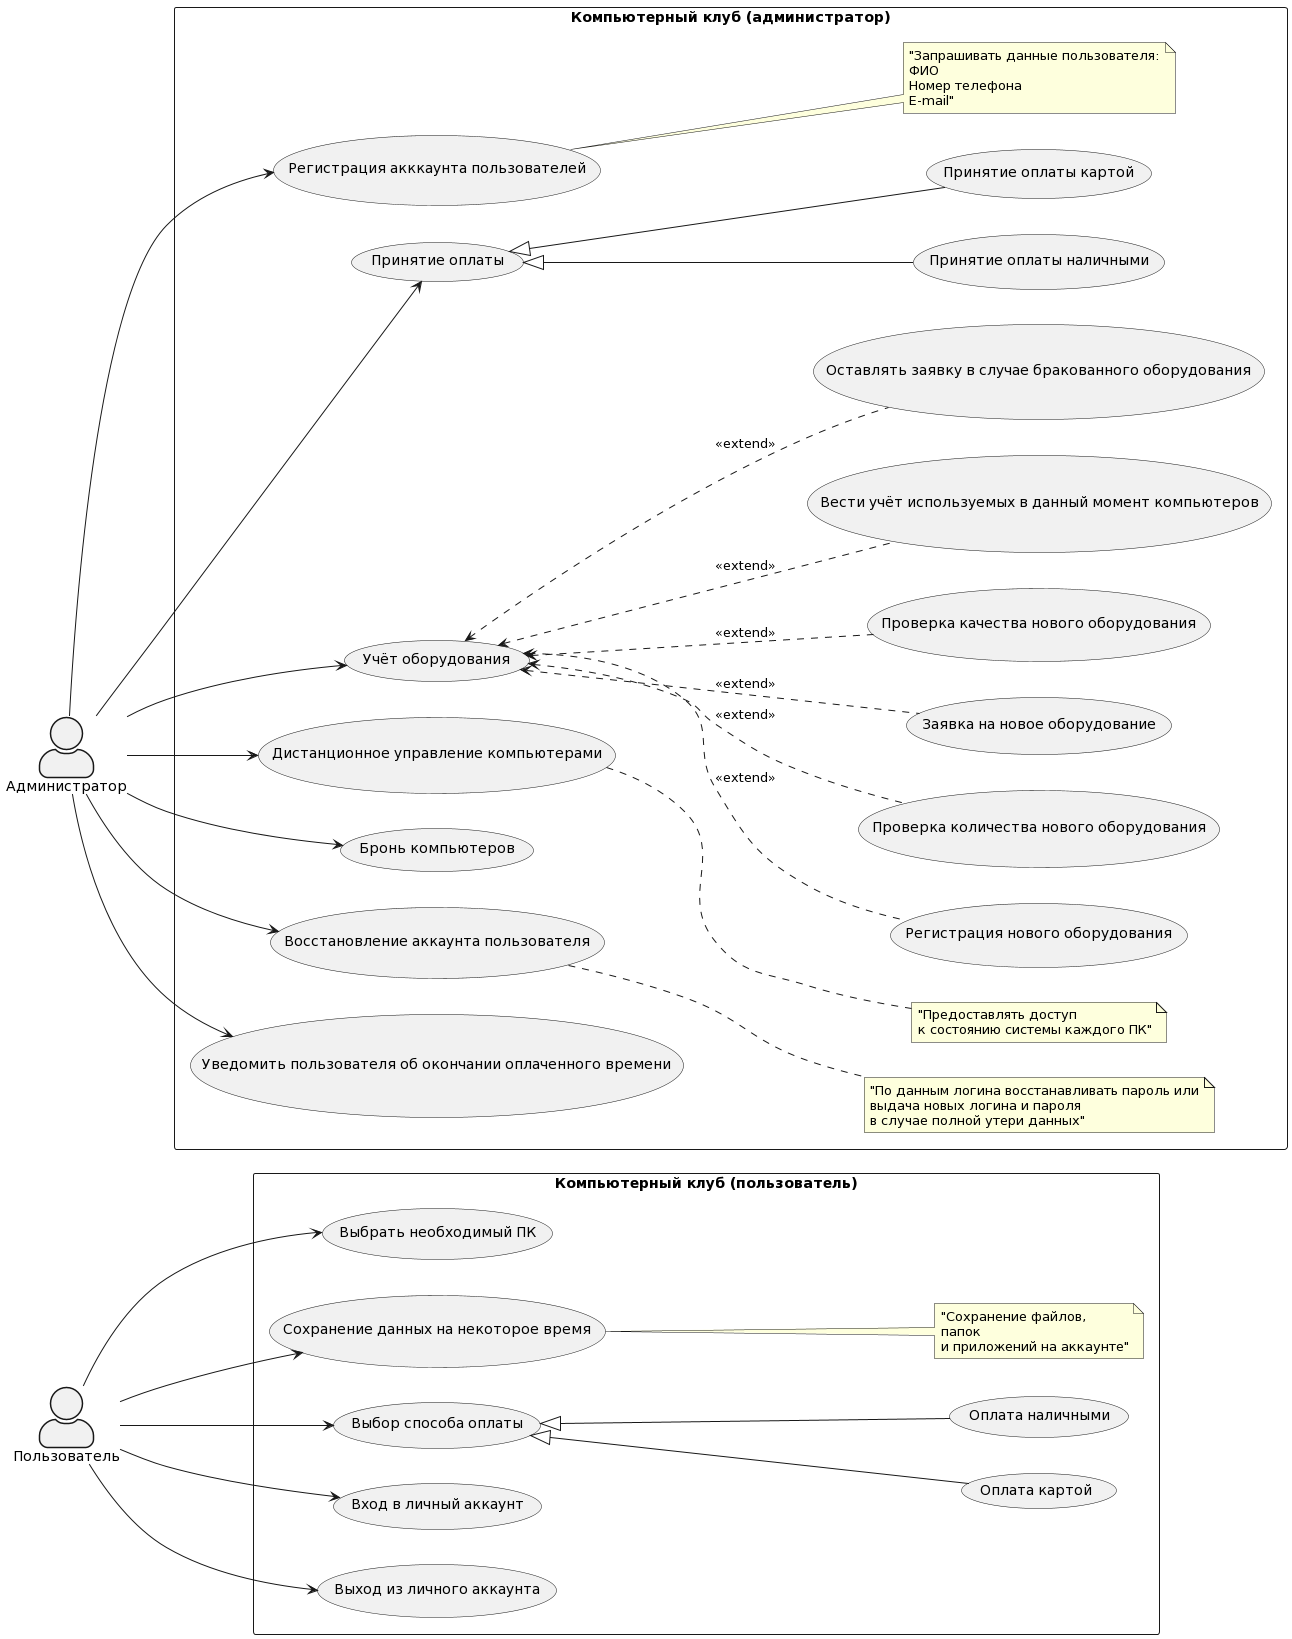 Компьютерный клуб (администратор)
"Запрашивать данные пользователя:
ФИО
Номер телефона
E-mail"
Регистрация акккаунта пользователей
Принятие оплаты картой
Принятие оплаты
Принятие оплаты наличными
Оставлять заявку в случае бракованного оборудования
«extend»
Вести учёт используемых в данный момент компьютеров
«extend»
Проверка качества нового оборудования
«extend»
Учёт оборудования
«extend»
«extend»
Заявка на новое оборудование
Дистанционное управление компьютерами
«extend»
Администратор
Проверка количества нового оборудования
Бронь компьютеров
Регистрация нового оборудования
Восстановление аккаунта пользователя
"Предоставлять доступ
к состоянию системы каждого ПК"
Уведомить пользователя об окончании оплаченного времени
"По данным логина восстанавливать пароль или
выдача новых логина и пароля
в случае полной утери данных"
Компьютерный клуб (пользователь)
Выбрать необходимый ПК
Сохранение данных на некоторое время
"Сохранение файлов,
папок
и приложений на аккаунте"
Выбор способа оплаты
Оплата наличными
Пользователь
Оплата картой
Вход в личный аккаунт
Выход из личного аккаунта